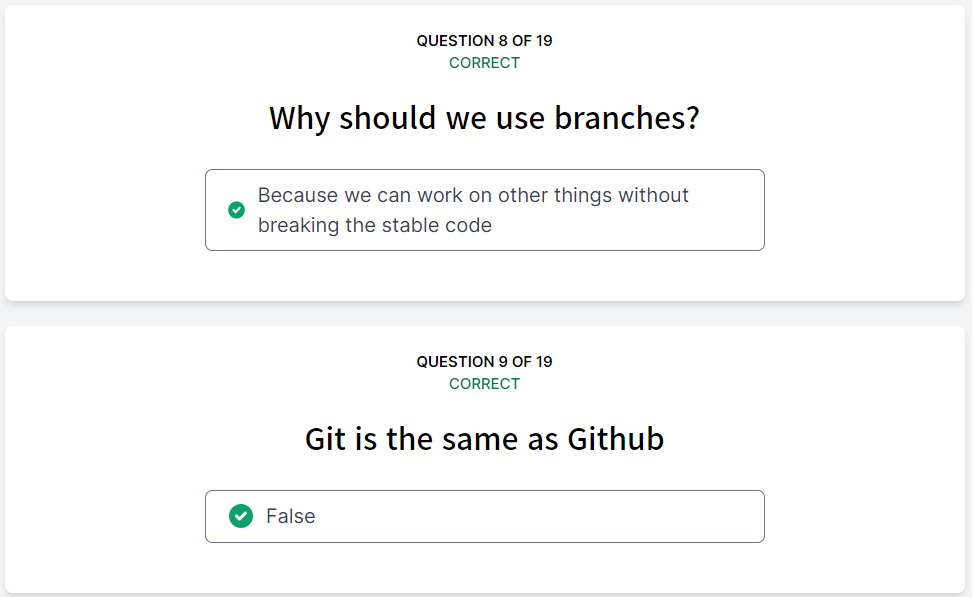 QUESTION 8 OF 19
CORRECT
Why should we use branches?
Because we can work on other things without
breaking the stable code
QUESTION 9 OF 19
CORRECT
Git is the same as Github
False